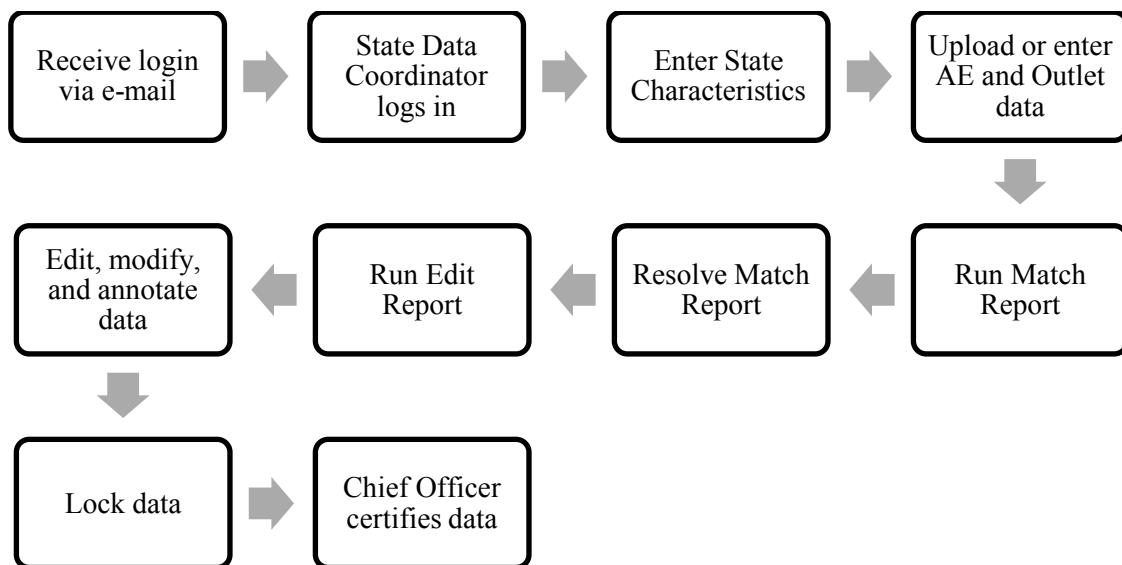 Receive login
via e-mail
State Data
Coordinator
logs in
Enter State
Characteristics
Upload or enter
AE and Outlet
data
Run Match
Report
Resolve Match
Report
Run Edit
Report
Edit, modify,
and annotate
data
Lock data
Chief Officer
certifies data